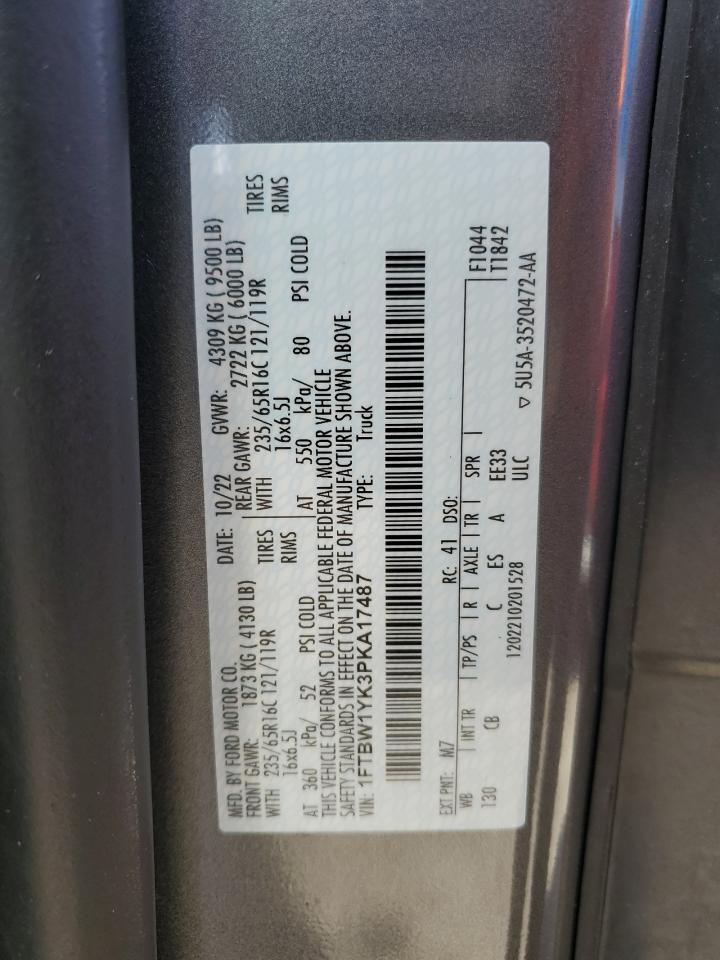 MFD. BY FORD MOTOR CO.
DATE: 10/22 GVWR: 4309 KG ( 9500 LB)
FRONT GAWR: 1873 KG ( 4130 LB) REAR GAWR: 2722 KG ( 6000 LB)
WITH 235/65R16C 121/119R TIRES WITH 235/65R16C 121/119R TIRES
16x6.5J RIMS 16x6.5J RIMS
AT 360 kPa/ 52 PSI COLD AT 550 kPa/ 80 PSI COLD
THIS VEHICLE CONFORMS TO ALL APPLICABLE FEDERAL MOTOR VEHICLE
SAFETY STANDARDS IN EFFECT ON THE DATE OF MANUFACTURE SHOWN ABOVE.
VIN: 1FTBW1YK3PKA17487 TYPE: Truck
EXT PNT: M7 RC: 41 DSO:
WB INT TR TP/PS R AXLE TR SPR F1044
130 CB C ES A EE33 T1842
1202210201528 ULC
▽ 5U5A-3520472-AA